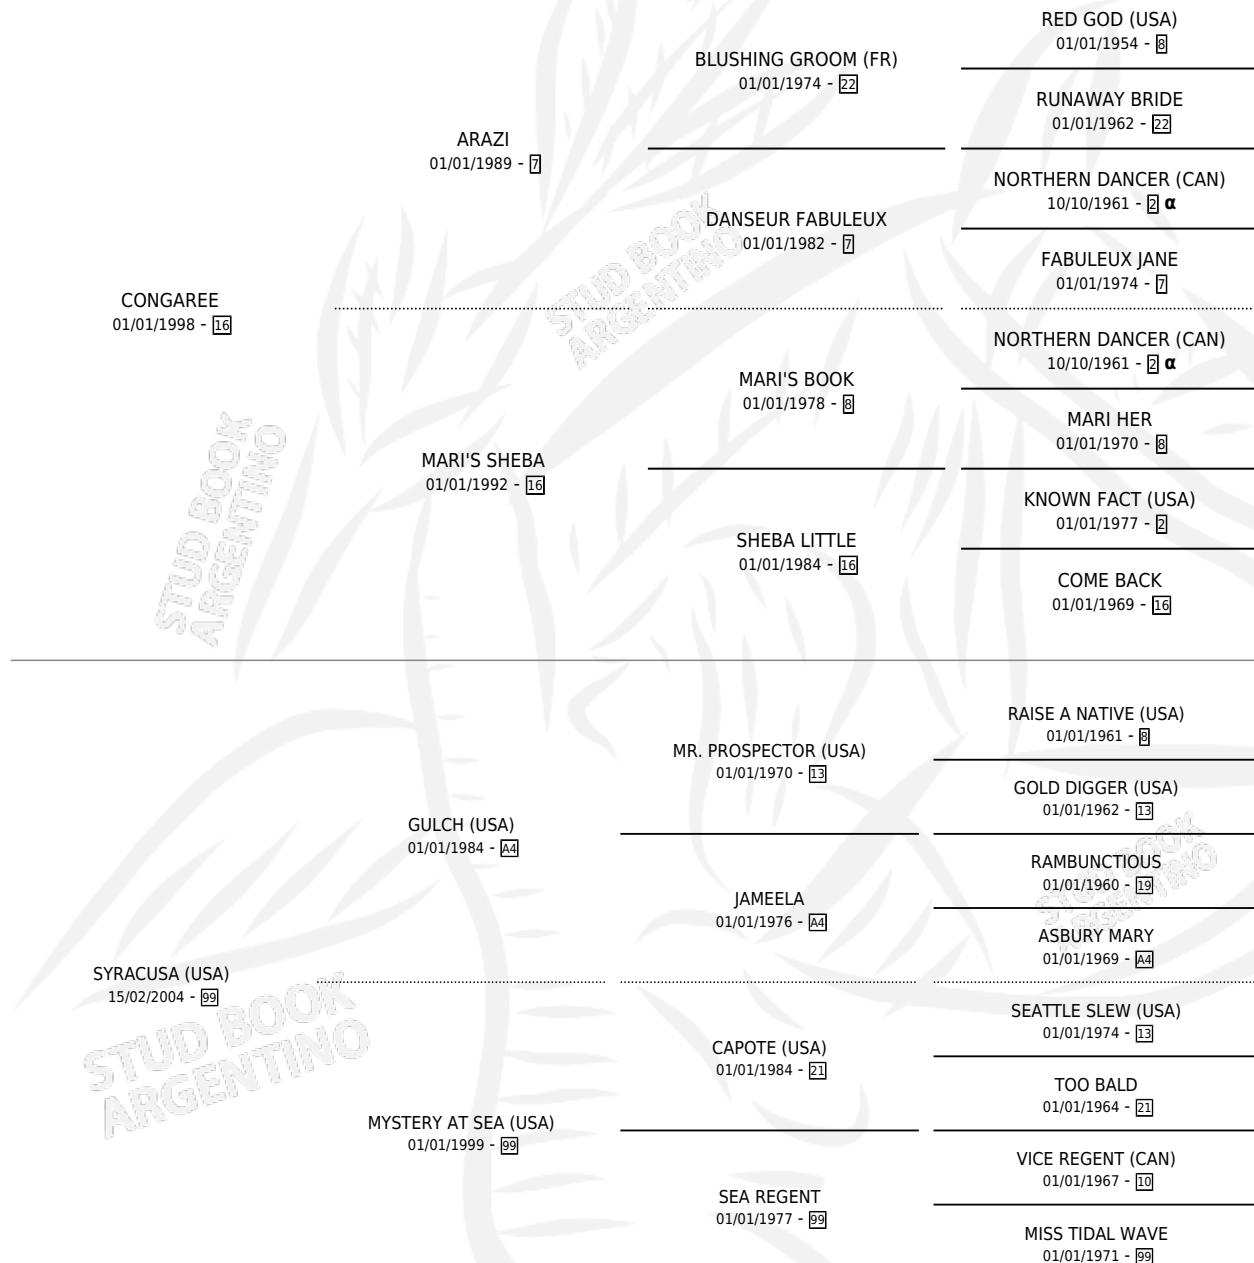 RED GOD (USA)
01/01/1954 - 8
BLUSHING GROOM (FR)
01/01/1974 - 22
RUNAWAY BRIDE
01/01/1962 - 22
ARAZI
01/01/1989 - 7
NORTHERN DANCER (CAN)
10/10/1961 - 2 α
DANSEUR FABULEUX
01/01/1982 - 7
FABULEUX JANE
01/01/1974 - 7
CONGAREE
01/01/1998 - 16
STUD BOOK
ARGENTINO
NORTHERN DANCER (CAN)
10/10/1961 - 2 α
MARI'S BOOK
01/01/1978 - 8
MARI HER
01/01/1970 - 8
MARI'S SHEBA
01/01/1992 - 16
KNOWN FACT (USA)
01/01/1977 - 2
SHEBA LITTLE
01/01/1984 - 16
COME BACK
01/01/1969 - 16
STUD BOOK
ARGENTINO
RAISE A NATIVE (USA)
01/01/1961 - 8
MR. PROSPECTOR (USA)
01/01/1970 - 13
GOLD DIGGER (USA)
01/01/1962 - 13
GULCH (USA)
01/01/1984 - A4
RAMBUNCTIOUS
01/01/1960 - 19
STUD BOOK
ARGENTINO
JAMEELA
01/01/1976 - A4
ASBURY MARY
01/01/1969 - A4
SYRACUSA (USA)
15/02/2004 - 99
STUD BOOK
ARGENTINO
SEATTLE SLEW (USA)
01/01/1974 - 13
CAPOTE (USA)
01/01/1984 - 21
TOO BALD
01/01/1964 - 21
MYSTERY AT SEA (USA)
01/01/1999 - 99
VICE REGENT (CAN)
01/01/1967 - 10
SEA REGENT
01/01/1977 - 99
MISS TIDAL WAVE
01/01/1971 - 99